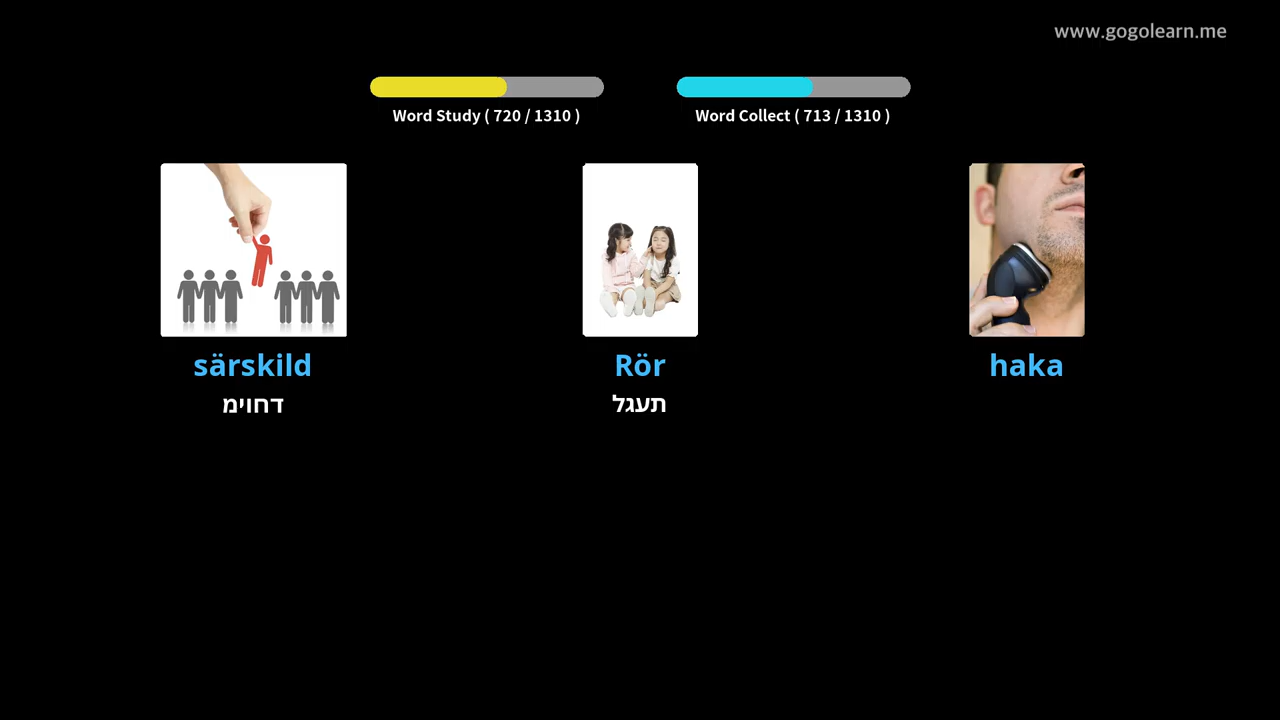 www.gogolearn.me
Word Study ( 720 / 1310 )
Word Collect ( 713 / 1310 )
särskild
דחוימ
Rör
תעגל
haka